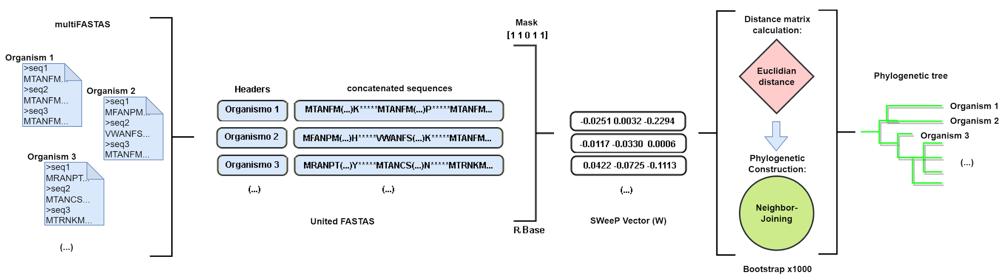 multiFASTAS
Organism 1
>seq1
MTANFM...
>seq2
MTANFM...
>seq3
MTANFM...
Organism 2
>seq1
MFANPM...
>seq2
VWANFS...
>seq3
MTANFM...
Organism 3
>seq1
MRANPT...
>seq2
MTANCS...
>seq3
MTRNKM...
(...)
Headers
concatenated sequences
Organismo 1
MTANFM(...)K*****MTANFM(...)P*****MTANFM...
Organismo 2
MFANPM(...)H*****VWANFS(...)K*****MTANFM...
Organismo 3
MRANPT(...)Y*****MTANCS(...)N*****MTRNKM...
(...)
(...)
United FASTAS
Mask
[1 1 0 1 1]
R Base
-0.0251 0.0032 -0.2294
-0.0117 -0.0330 0.0006
0.0422 -0.0725 -0.1113
(...)
SWeeP Vector (W)
Distance matrix
calculation:
Euclidian
distance
Phylogenetic
Construction:
Neighbor-
Joining
Bootstrap x1000
Phylogenetic tree
Organism 1
Organism 2
Organism 3
(...)